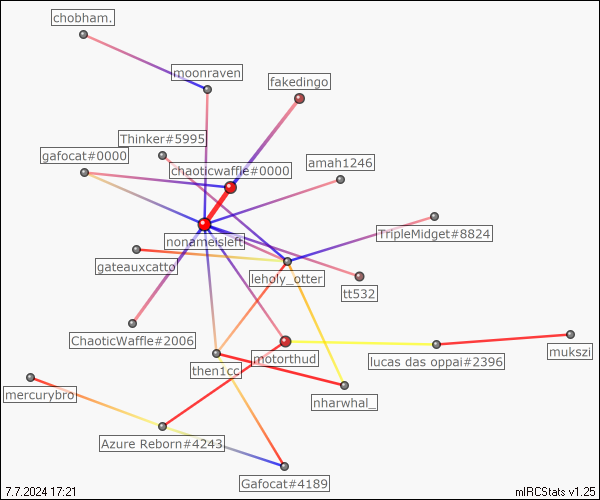 chobham.
moonraven
fakedingo
Thinker#5995
gafocat#0000
chaoticwaffle#0000
amah1246
TripleMidget#8824
nonameisleft
gateauxcatto
leholy_otter
tt532
ChaoticWaffle#2006
motorthud
then1cc
lucas das oppai#2396
mukszi
mercurybro
nharwhal_
Azure Reborn#4243
Gafocat#4189
7.7.2024 17:21
mIRCStats v1.25